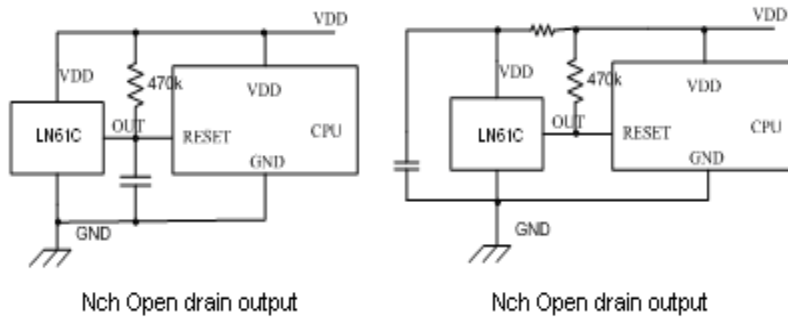 VDD
VDD
470k
VDD
LN61C
OUT
RESET
CPU
GND
GND
Nch Open drain output
VDD
VDD
470k
VDD
LN61C
OUT
RESET
CPU
GND
GND
Nch Open drain output